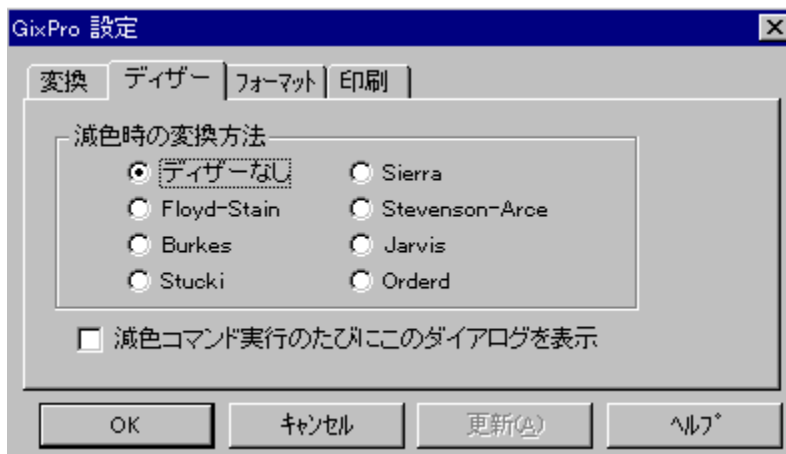 GixPro 設定
変換 ディザー フォーマット 印刷
減色時の変換方法
ディザーなし Sierra
Floyd-Stain Stevenson-Arce
Burkes Jarvis
Stucki Orderd
減色コマンド実行のたびにこのダイアログを表示
OK キャンセル 更新(A) ヘルプ